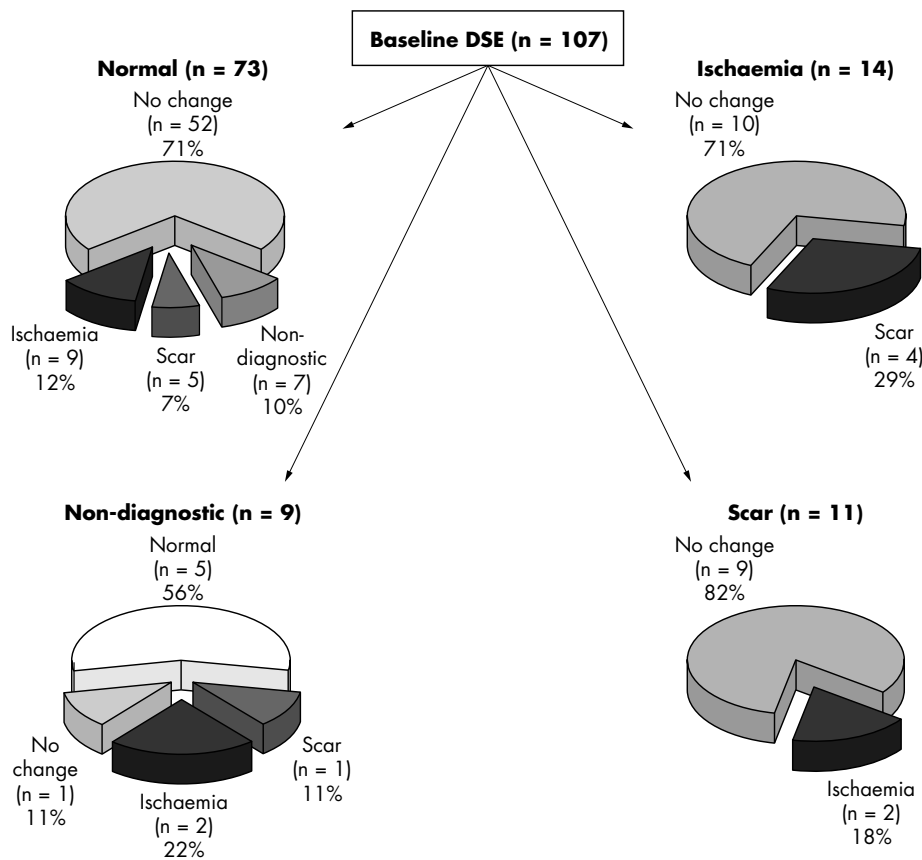 Baseline DSE (n = 107)
Normal (n = 73)
No change
(n = 52)
71%
Ischaemia
(n = 9)
12%
Scar
(n = 5)
7%
Non-
diagnostic
(n = 7)
10%
Ischaemia (n = 14)
No change
(n = 10)
71%
Scar
(n = 4)
29%
Non-diagnostic (n = 9)
Normal
(n = 5)
56%
No
change
(n = 1)
11%
Ischaemia
(n = 2)
22%
Scar
(n = 1)
11%
Scar (n = 11)
No change
(n = 9)
82%
Ischaemia
(n = 2)
18%